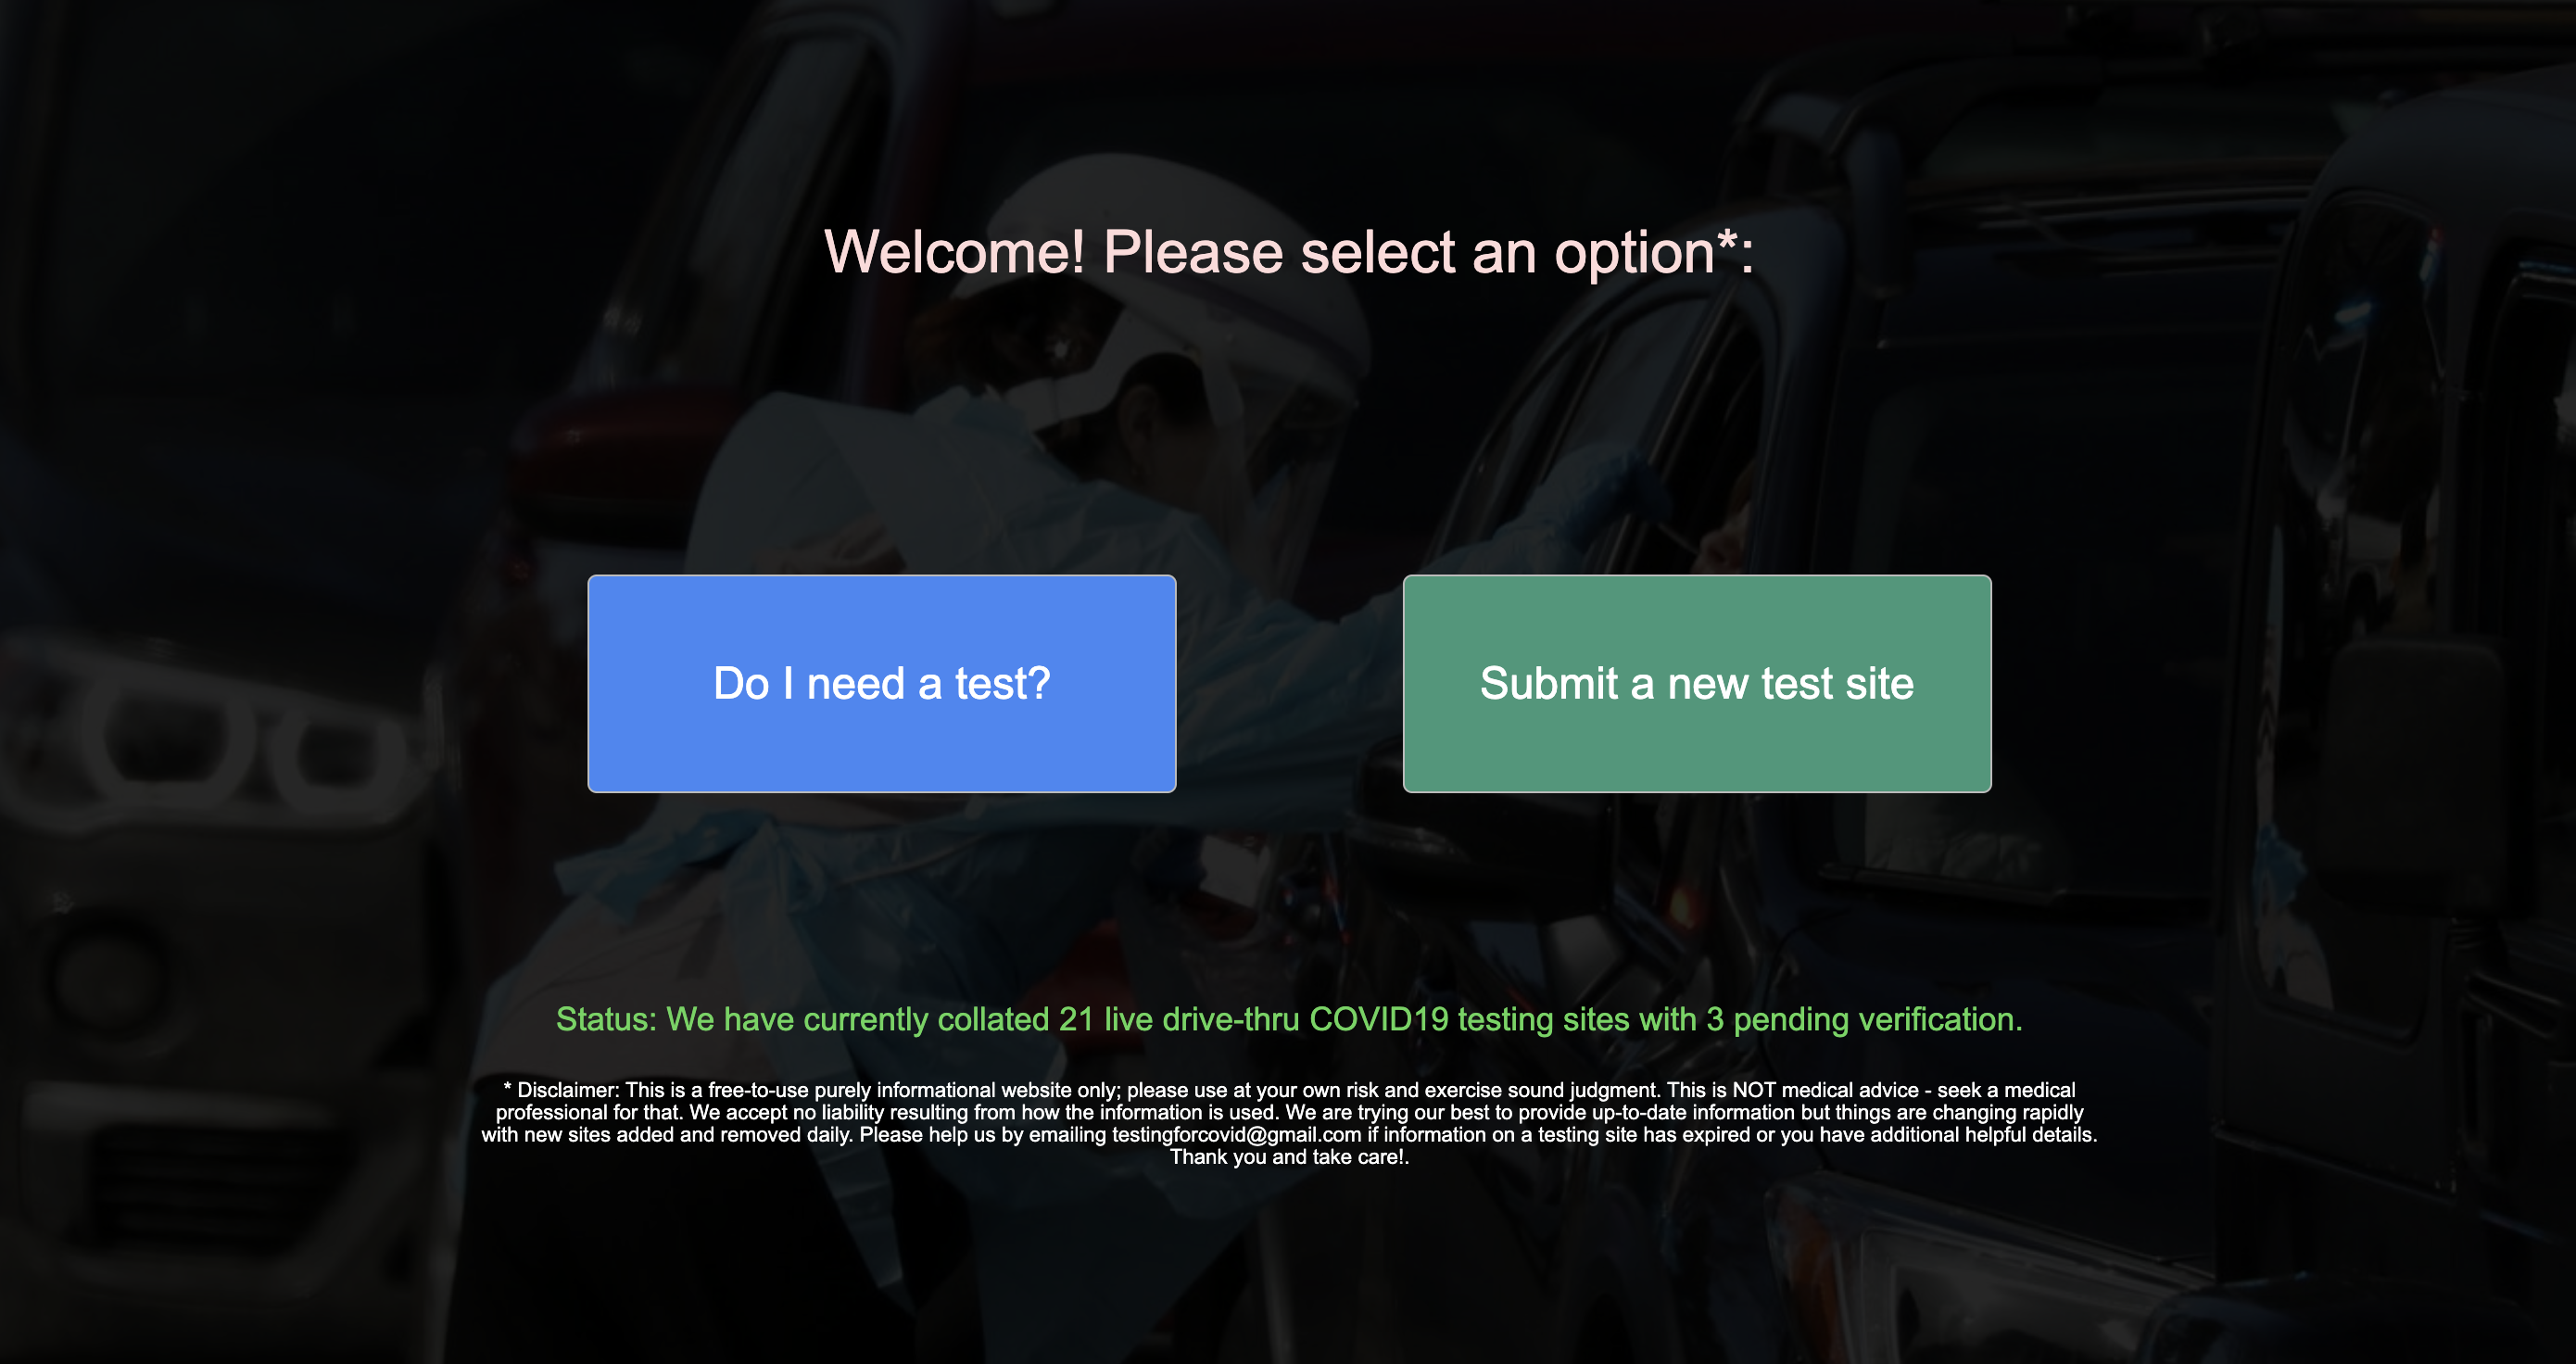 Welcome! Please select an option*:
Do I need a test?
Submit a new test site
Status: We have currently collated 21 live drive-thru COVID19 testing sites with 3 pending verification.
* Disclaimer: This is a free-to-use purely informational website only; please use at your own risk and exercise sound judgment. This is NOT medical advice - seek a medical
professional for that. We accept no liability resulting from how the information is used. We are trying our best to provide up-to-date information but things are changing rapidly
with new sites added and removed daily. Please help us by emailing testingforcovid@gmail.com if information on a testing site has expired or you have additional helpful details.
Thank you and take care!.